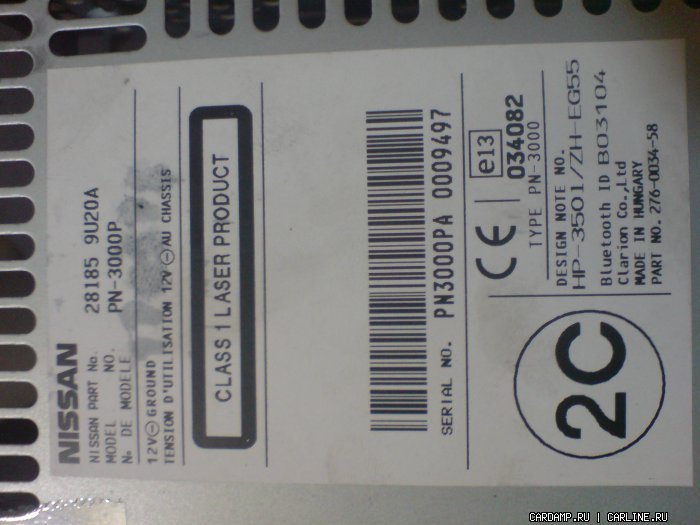 NISSAN
NISSAN PART No. 28185 9U20A
MODEL NO. PN-3000P
No DE MODELE
12V⊖ GROUND
TENSION D'UTILISATION 12V ⊖/AU CHASSIS
CLASS 1 LASER PRODUCT
SERIAL NO. PN3000PA 0009497
CE e13
034082
TYPE PN-3000
DESIGN NOTE NO.
HP-3501/ZH-EG55
Bluetooth ID B03104
Clarion Co.,Ltd
MADE IN HUNGARY
PART NO. 276-0034-58
2C
CARDAMP.RU | CARLINE.RU